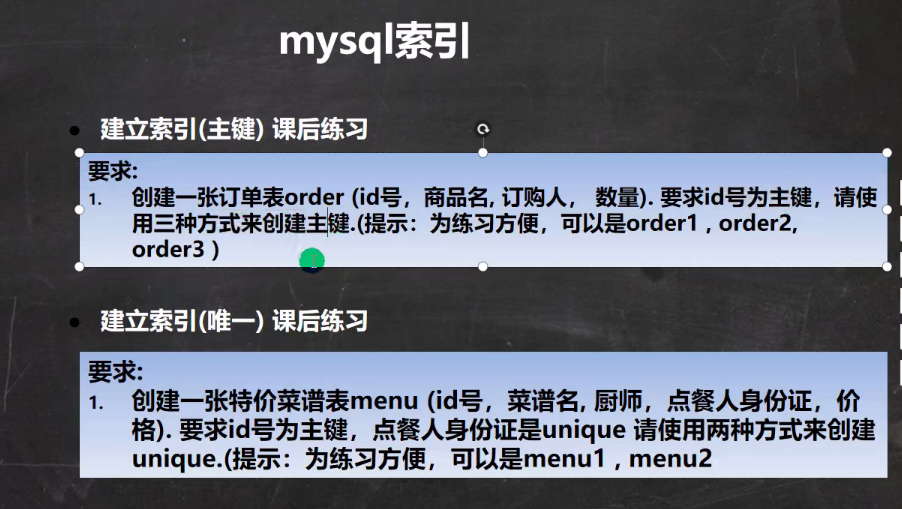 mysql索引
建立索引(主键) 课后练习
要求:
1. 创建一张订单表order (id号，商品名, 订购人， 数量). 要求id号为主键，请使
用三种方式来创建主键.(提示：为练习方便，可以是order1 , order2,
order3 )
建立索引(唯一) 课后练习
要求:
1. 创建一张特价菜谱表menu (id号，菜谱名, 厨师，点餐人身份证，价
格). 要求id号为主键，点餐人身份证是unique 请使用两种方式来创建
unique.(提示：为练习方便，可以是menu1 , menu2